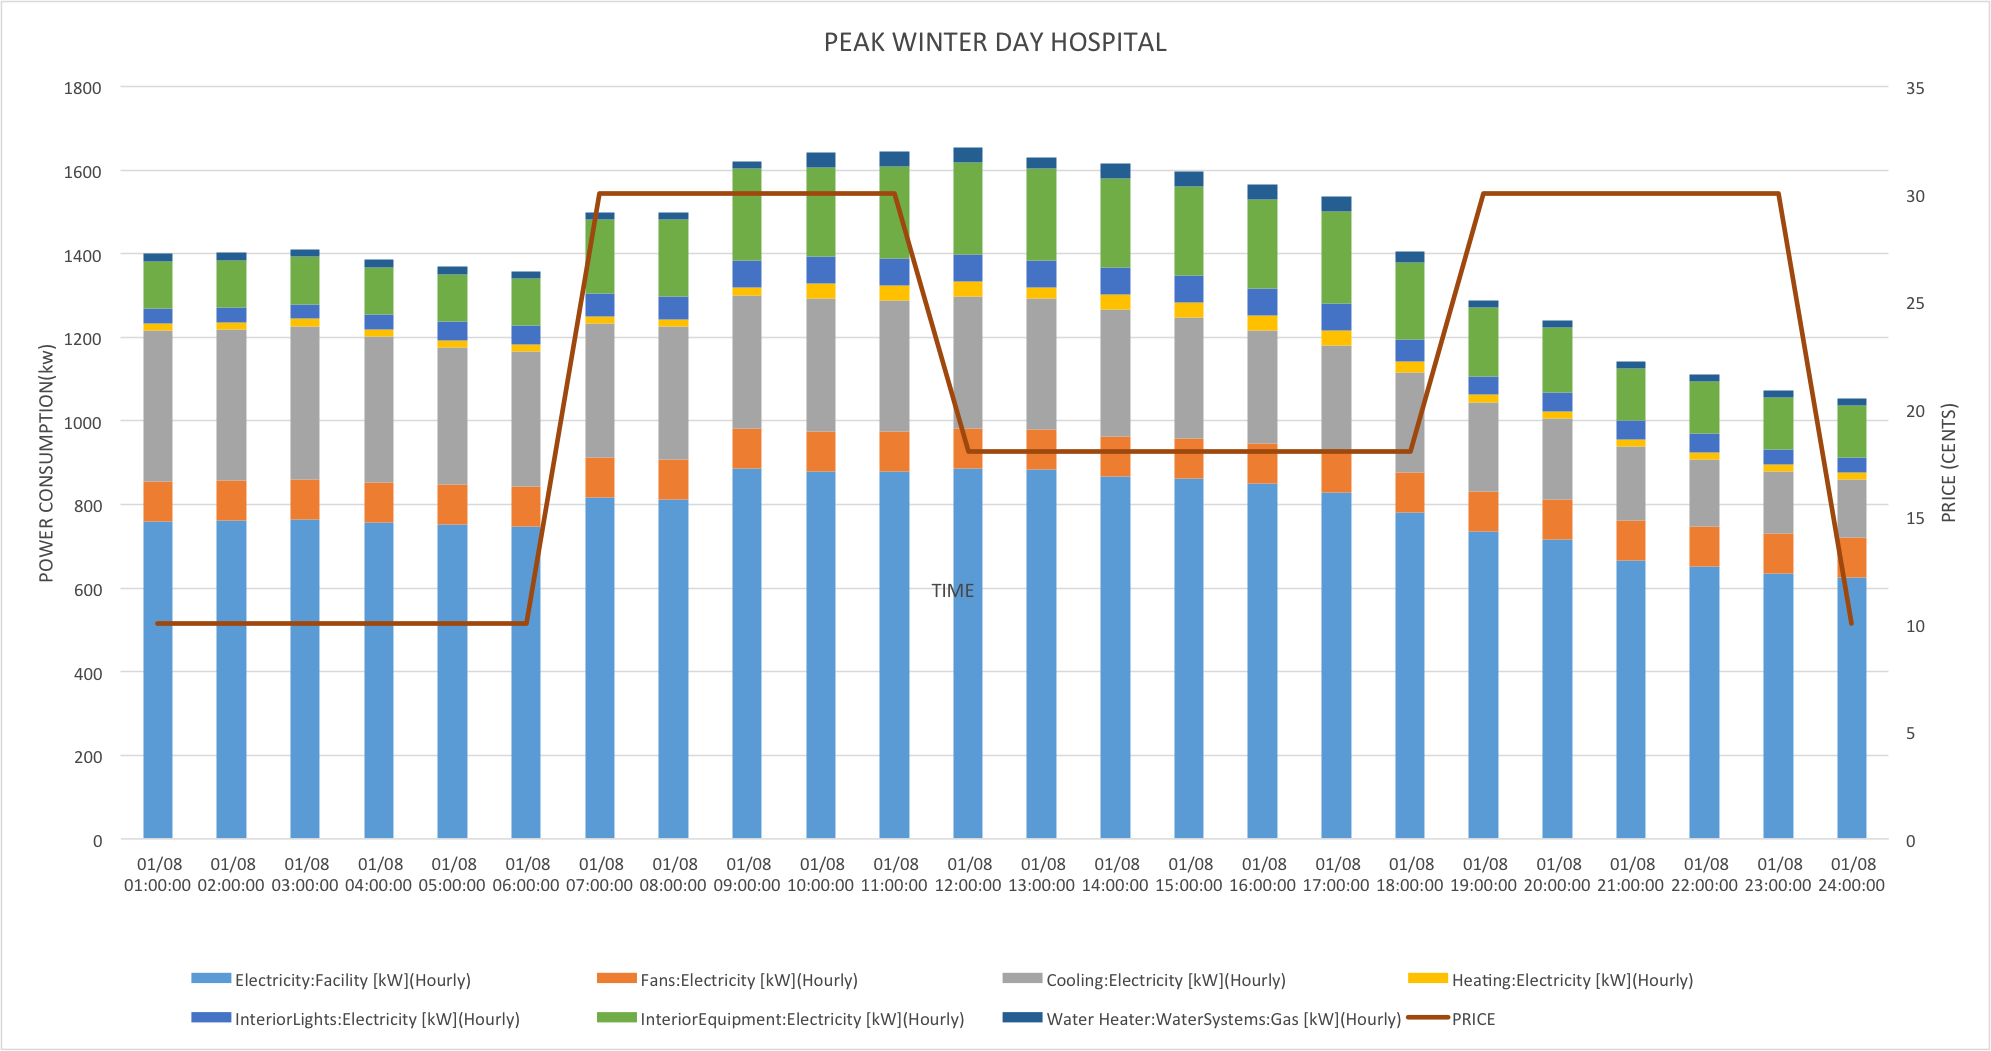 PEAK WINTER DAY HOSPITAL
1800
1600
1400
1200
1000
800
600
400
200
0
POWER CONSUMPTION(kw)
35
30
25
20
15
10
5
0
PRICE (CENTS)
TIME
01/08 01/08 01/08 01/08 01/08 01/08 01/08 01/08 01/08 01/08 01/08 01/08 01/08 01/08 01/08 01/08 01/08 01/08 01/08 01/08 01/08 01/08 01/08 01/08
01:00:00 02:00:00 03:00:00 04:00:00 05:00:00 06:00:00 07:00:00 08:00:00 09:00:00 10:00:00 11:00:00 12:00:00 13:00:00 14:00:00 15:00:00 16:00:00 17:00:00 18:00:00 19:00:00 20:00:00 21:00:00 22:00:00 23:00:00 24:00:00
Electricity:Facility [kW](Hourly) Fans:Electricity [kW](Hourly) Cooling:Electricity [kW](Hourly) Heating:Electricity [kW](Hourly)
InteriorLights:Electricity [kW](Hourly) InteriorEquipment:Electricity [kW](Hourly) Water Heater:WaterSystems:Gas [kW](Hourly) PRICE